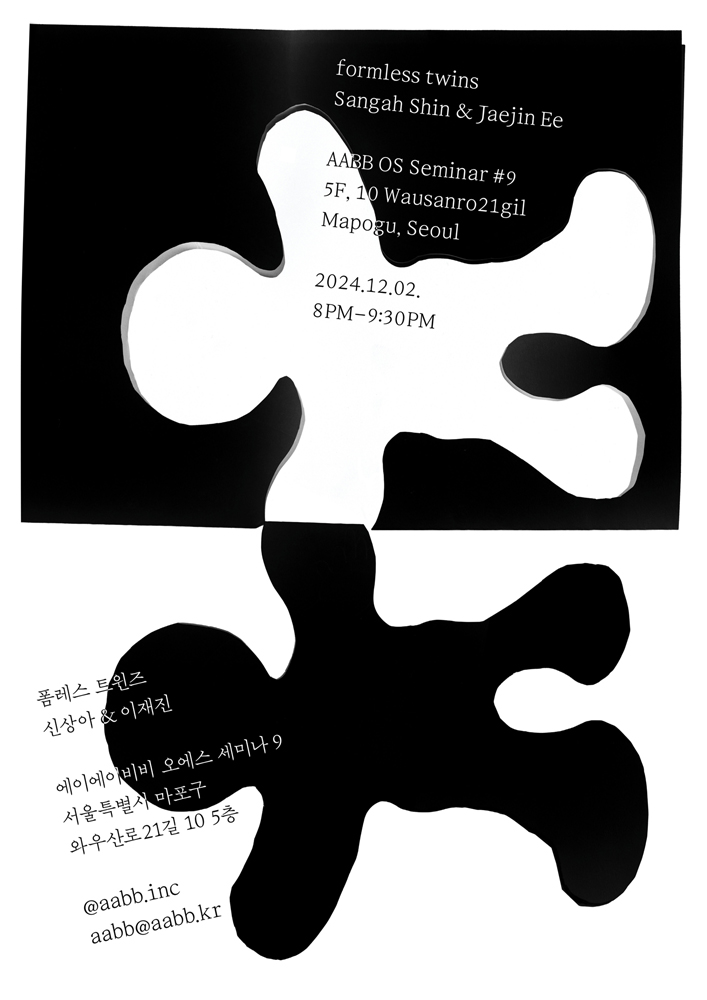 formless twins
Sangah Shin & Jaejin Ee
AABB OS Seminar #9
5F, 10 Wausanro21gil
Mapogu, Seoul
2024.12.02.
8PM–9:30PM
폼레스 트윈즈
신상아 & 이재진
에이에이비비 오에스 세미나 9
서울특별시 마포구
와우산로21길 10 5층
@aabb.inc
aabb@aabb.kr